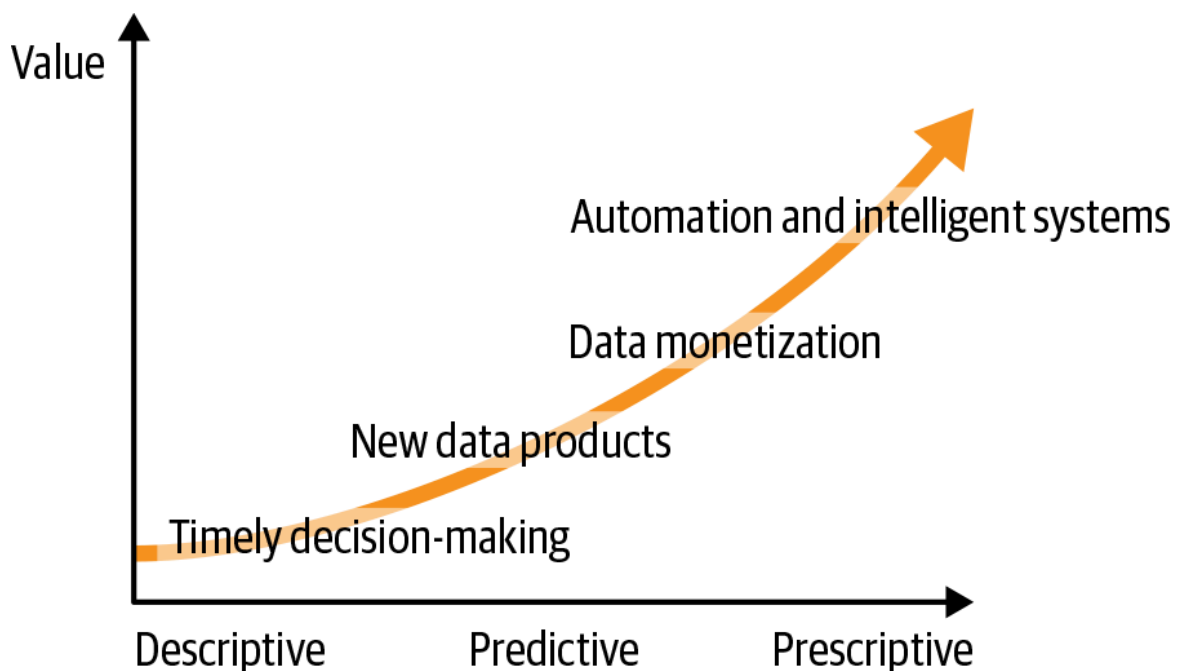 Value
Automation and intelligent systems
Data monetization
New data products
Timely decision-making
Descriptive Predictive Prescriptive